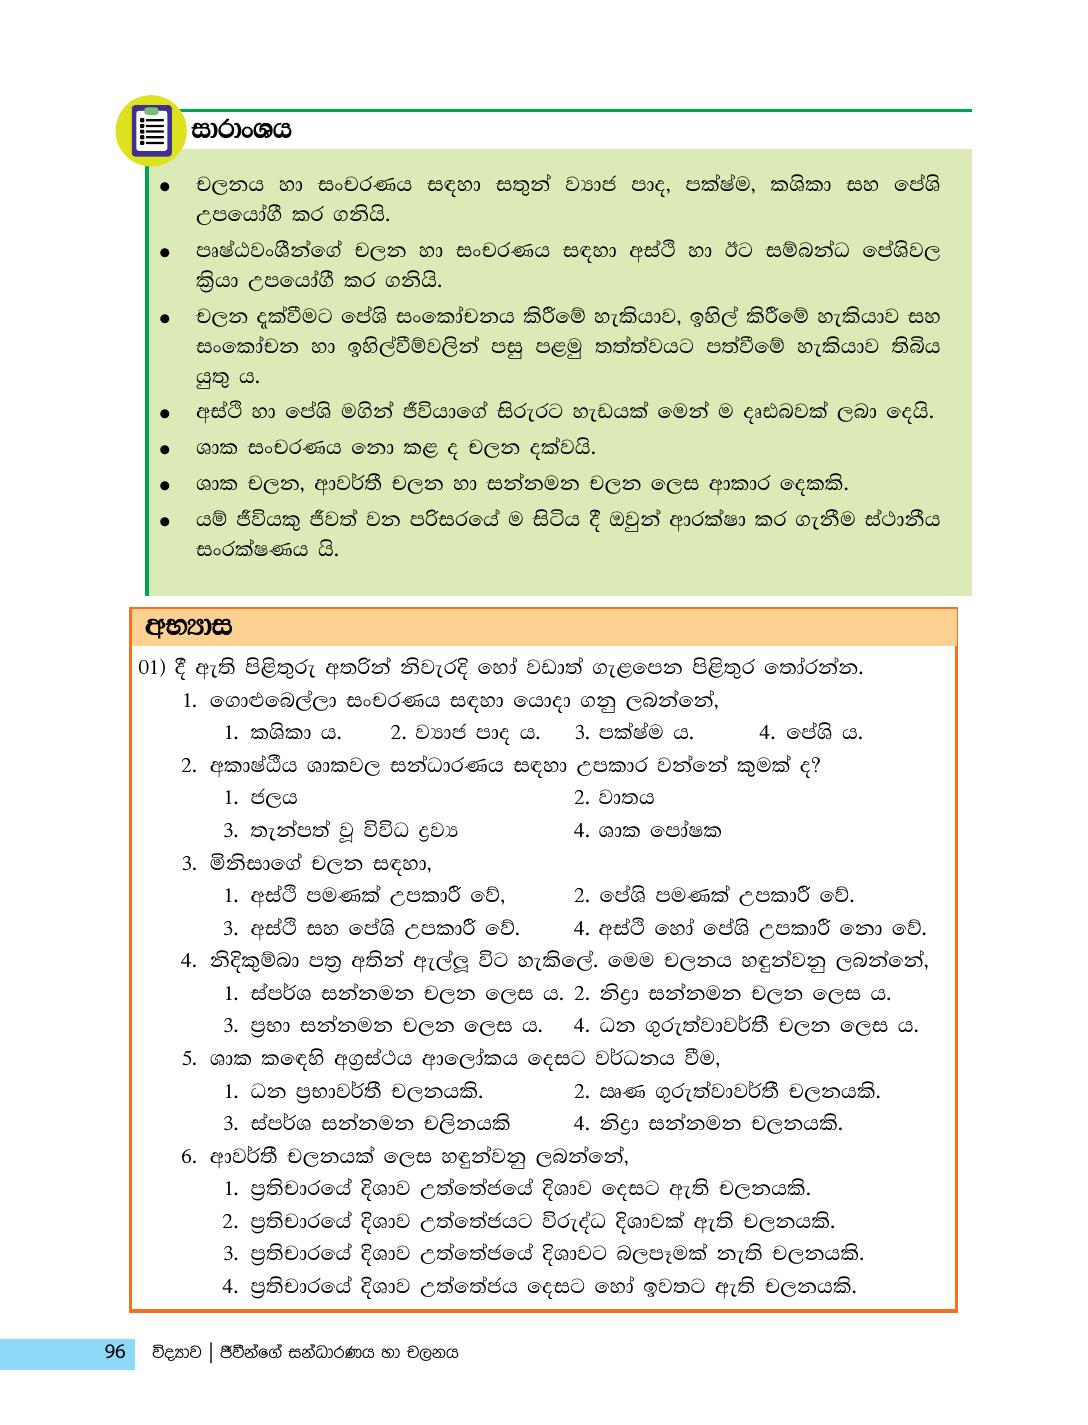 සාරාංශය
● චලනය හා සංචරණය සඳහා සතුන් ව්‍යාජ පාද, පක්ෂ්ම, කශිකා සහ පේශි
උපයෝගී කර ගනියි.
● පෘෂ්ඨවංශීන්ගේ චලන හා සංචරණය සඳහා අස්ථි හා ඊට සම්බන්ධ පේශිවල
ක්‍රියා උපයෝගී කර ගනියි.
● චලන දැක්වීමට පේශි සංකෝචනය කිරීමේ හැකියාව, ඉහිල් කිරීමේ හැකියාව සහ
සංකෝචන හා ඉහිල්වීම්වලින් පසු පළමු තත්ත්වයට පත්වීමේ හැකියාව තිබිය
යුතු ය.
● අස්ථි හා පේශි මගින් ජීවියාගේ සිරුරට හැඩයක් මෙන් ම දෘඪබවක් ලබා දෙයි.
● ශාක සංචරණය නො කළ ද චලන දක්වයි.
● ශාක චලන, ආවර්තී චලන හා සන්නමන චලන ලෙස ආකාර දෙකකි.
● යම් ජීවියකු ජීවත් වන පරිසරයේ ම සිටිය දී ඔවුන් ආරක්ෂා කර ගැනීම ස්ථානීය
සංරක්ෂණය යි.
අභ්‍යාස
01) දී ඇති පිළිතුරු අතරින් නිවැරදි හෝ වඩාත් ගැළපෙන පිළිතුර තෝරන්න.
1. ගොළුබෙල්ලා සංචරණය සඳහා යොදා ගනු ලබන්නේ,
1. කශිකා ය. 2. ව්‍යාජ පාද ය. 3. පක්ෂ්ම ය. 4. පේශි ය.
2. අකාෂ්ඨීය ශාකවල සන්ධාරණය සඳහා උපකාර වන්නේ කුමක් ද?
1. ජලය 2. වාතය
3. තැන්පත් වූ විවිධ ද්‍රව්‍ය 4. ශාක පෝෂක
3. මිනිසාගේ චලන සඳහා,
1. අස්ථි පමණක් උපකාරී වේ, 2. පේශි පමණක් උපකාරී වේ.
3. අස්ථි සහ පේශි උපකාරී වේ. 4. අස්ථි හෝ පේශි උපකාරී නො වේ.
4. නිදිකුම්බා පත්‍ර අතින් ඇල්ලූ විට හැකිලේ. මෙම චලනය හඳුන්වනු ලබන්නේ,
1. ස්පර්ශ සන්නමන චලන ලෙස ය. 2. නිද්‍රා සන්නමන චලන ලෙස ය.
3. ප්‍රභා සන්නමන චලන ලෙස ය. 4. ධන ගුරුත්වාවර්තී චලන ලෙස ය.
5. ශාක කඳෙහි අග්‍රස්ථය ආලෝකය දෙසට වර්ධනය වීම,
1. ධන ප්‍රභාවර්තී චලනයකි. 2. ඍණ ගුරුත්වාවර්තී චලනයකි.
3. ස්පර්ශ සන්නමන චලිනයකි 4. නිද්‍රා සන්නමන චලනයකි.
6. ආවර්තී චලනයක් ලෙස හඳුන්වනු ලබන්නේ,
1. ප්‍රතිචාරයේ දිශාව උත්තේජයේ දිශාව දෙසට ඇති චලනයකි.
2. ප්‍රතිචාරයේ දිශාව උත්තේජයට විරුද්ධ දිශාවක් ඇති චලනයකි.
3. ප්‍රතිචාරයේ දිශාව උත්තේජයේ දිශාවට බලපෑමක් නැති චලනයකි.
4. ප්‍රතිචාරයේ දිශාව උත්තේජය දෙසට හෝ ඉවතට ඇති චලනයකි.
96 විද්‍යාව | ජීවීන්ගේ සන්ධාරණය හා චලනය